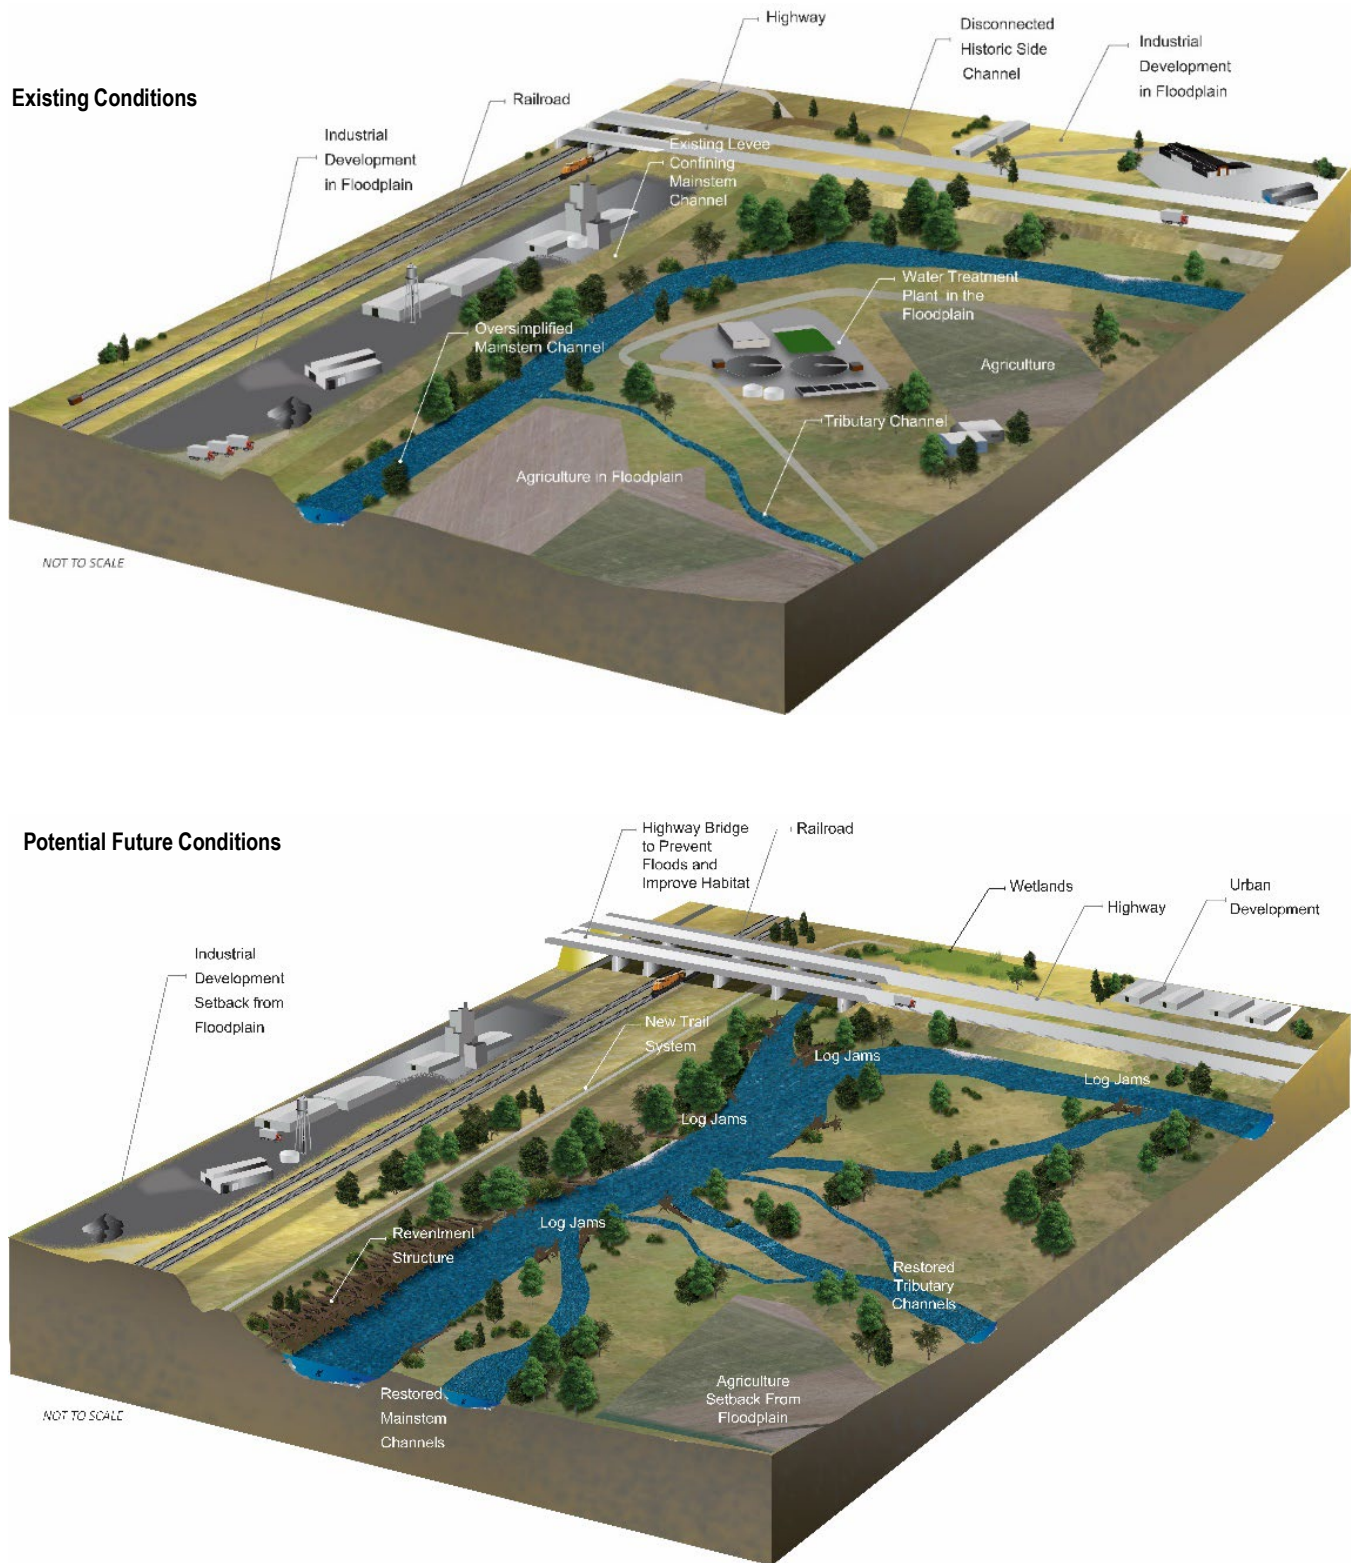 Existing Conditions
Highway
Disconnected
Historic Side
Channel
Industrial
Development
in Floodplain
Railroad
Industrial
Development
in Floodplain
Existing Levee
Confining
Mainstem
Channel
Water Treatment
Plant in the
Floodplain
Oversimplified
Mainstem Channel
Agriculture
Tributary Channel
Agriculture in Floodplain
NOT TO SCALE
Potential Future Conditions
Highway Bridge
to Prevent
Floods and
Improve Habitat
Railroad
Wetlands
Highway
Urban
Development
Industrial
Development
Setback from
Floodplain
New Trail
System
Log Jams
Log Jams
Log Jams
Log Jams
Reventment
Structure
Restored
Tributary
Channels
Agriculture
Setback From
Floodplain
Restored
Mainstem
Channels
NOT TO SCALE